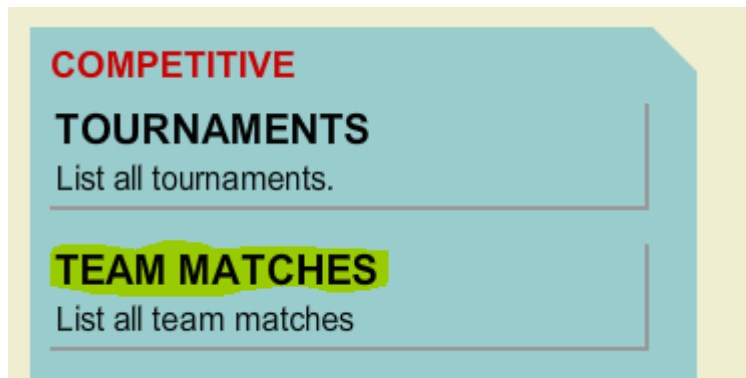 COMPETITIVE
TOURNAMENTS
List all tournaments.
TEAM MATCHES
List all team matches